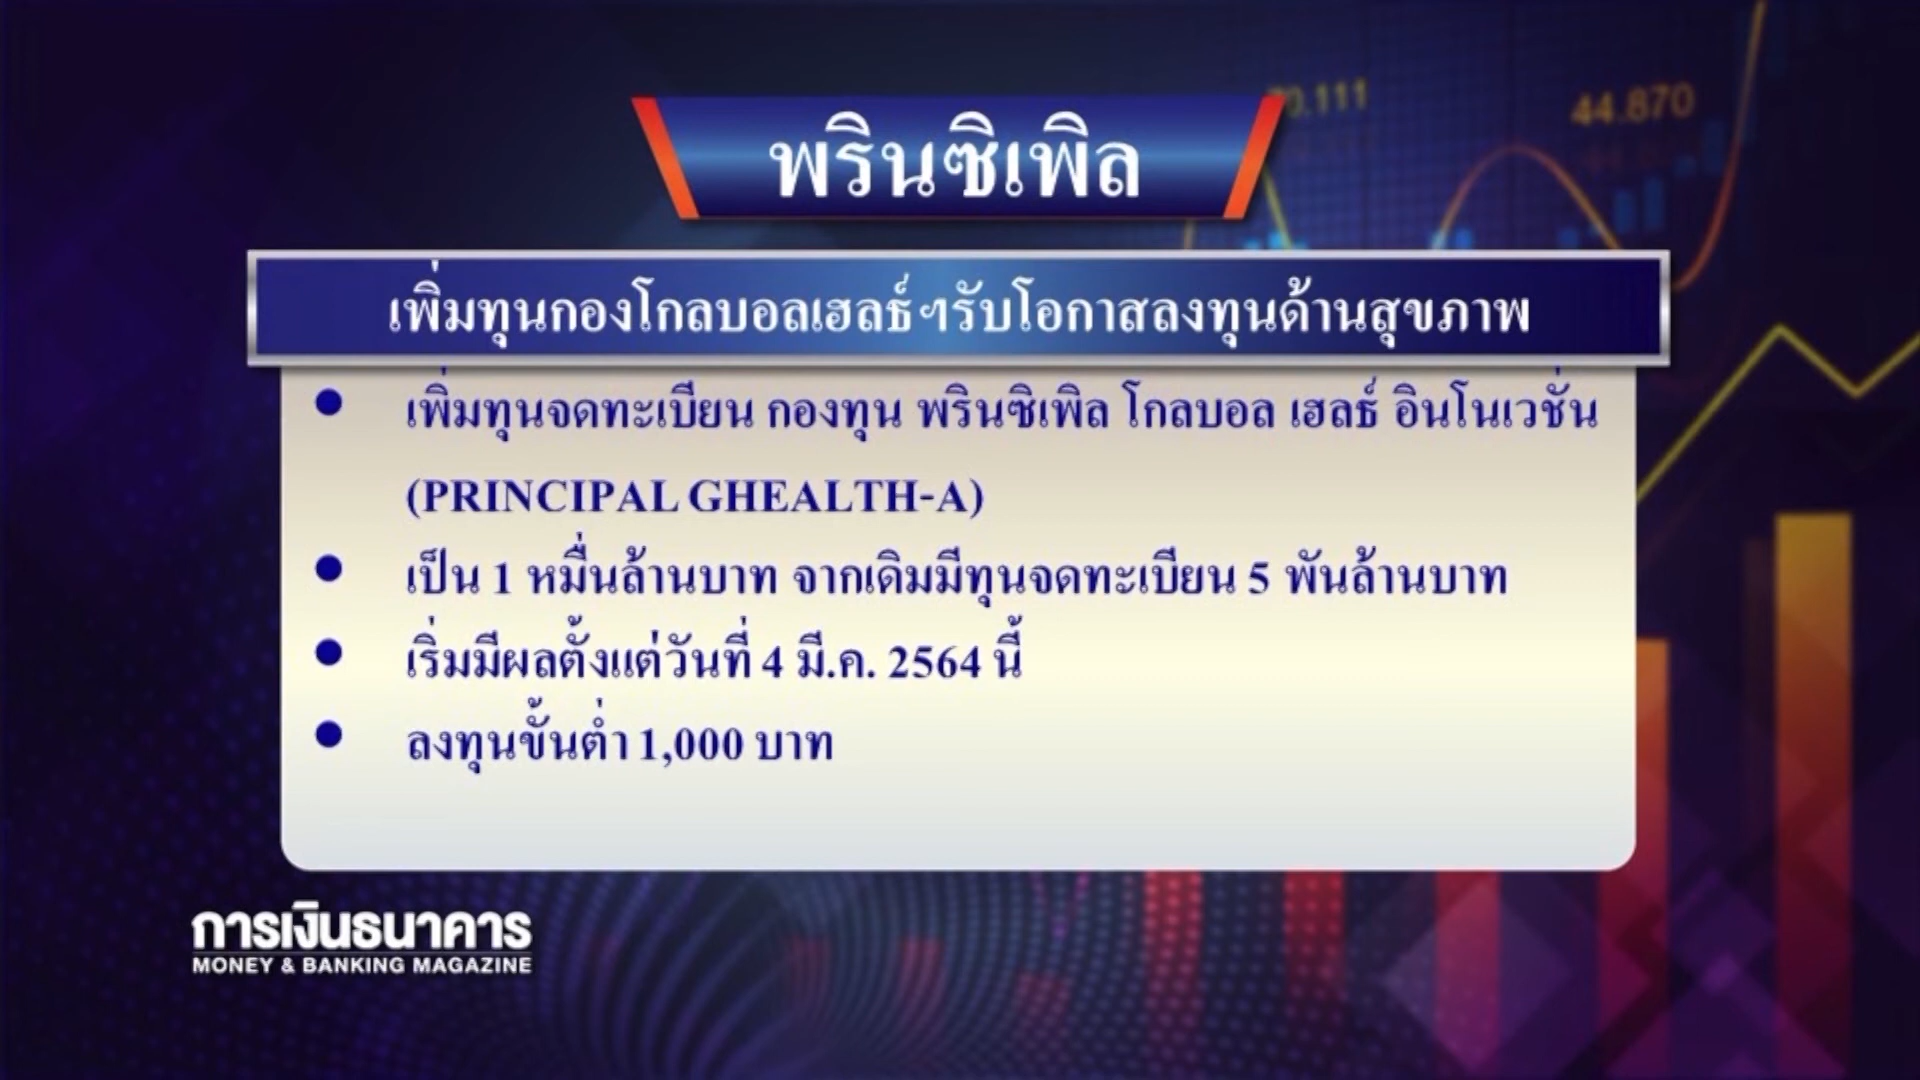 70.111
44.870
พรินซิเพิล
เพิ่มทุนกองโกลบอลเฮลธ์ฯรับโอกาสลงทุนด้านสุขภาพ
• เพิ่มทุนจดทะเบียน กองทุน พรินซิเพิล โกลบอล เฮลธ์ อินโนเวชั่น
(PRINCIPAL GHEALTH-A)
• เป็น 1 หมื่นล้านบาท จากเดิมมีทุนจดทะเบียน 5 พันล้านบาท
• เริ่มมีผลตั้งแต่วันที่ 4 มี.ค. 2564 นี้
• ลงทุนขั้นต่ำ 1,000 บาท
การเงินธนาคาร
MONEY & BANKING MAGAZINE